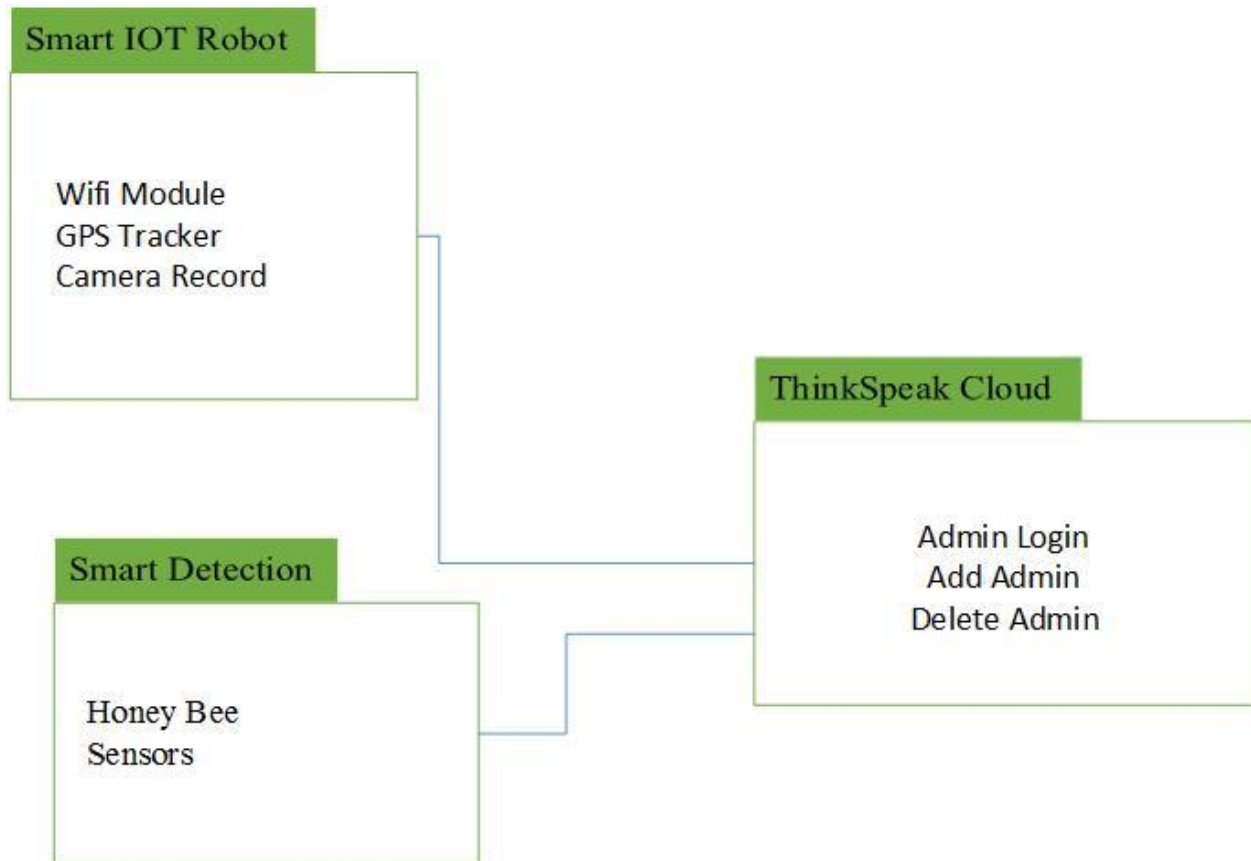 Smart IOT Robot
Wifi Module
GPS Tracker
Camera Record
ThinkSpeak Cloud
Admin Login
Add Admin
Delete Admin
Smart Detection
Honey Bee
Sensors